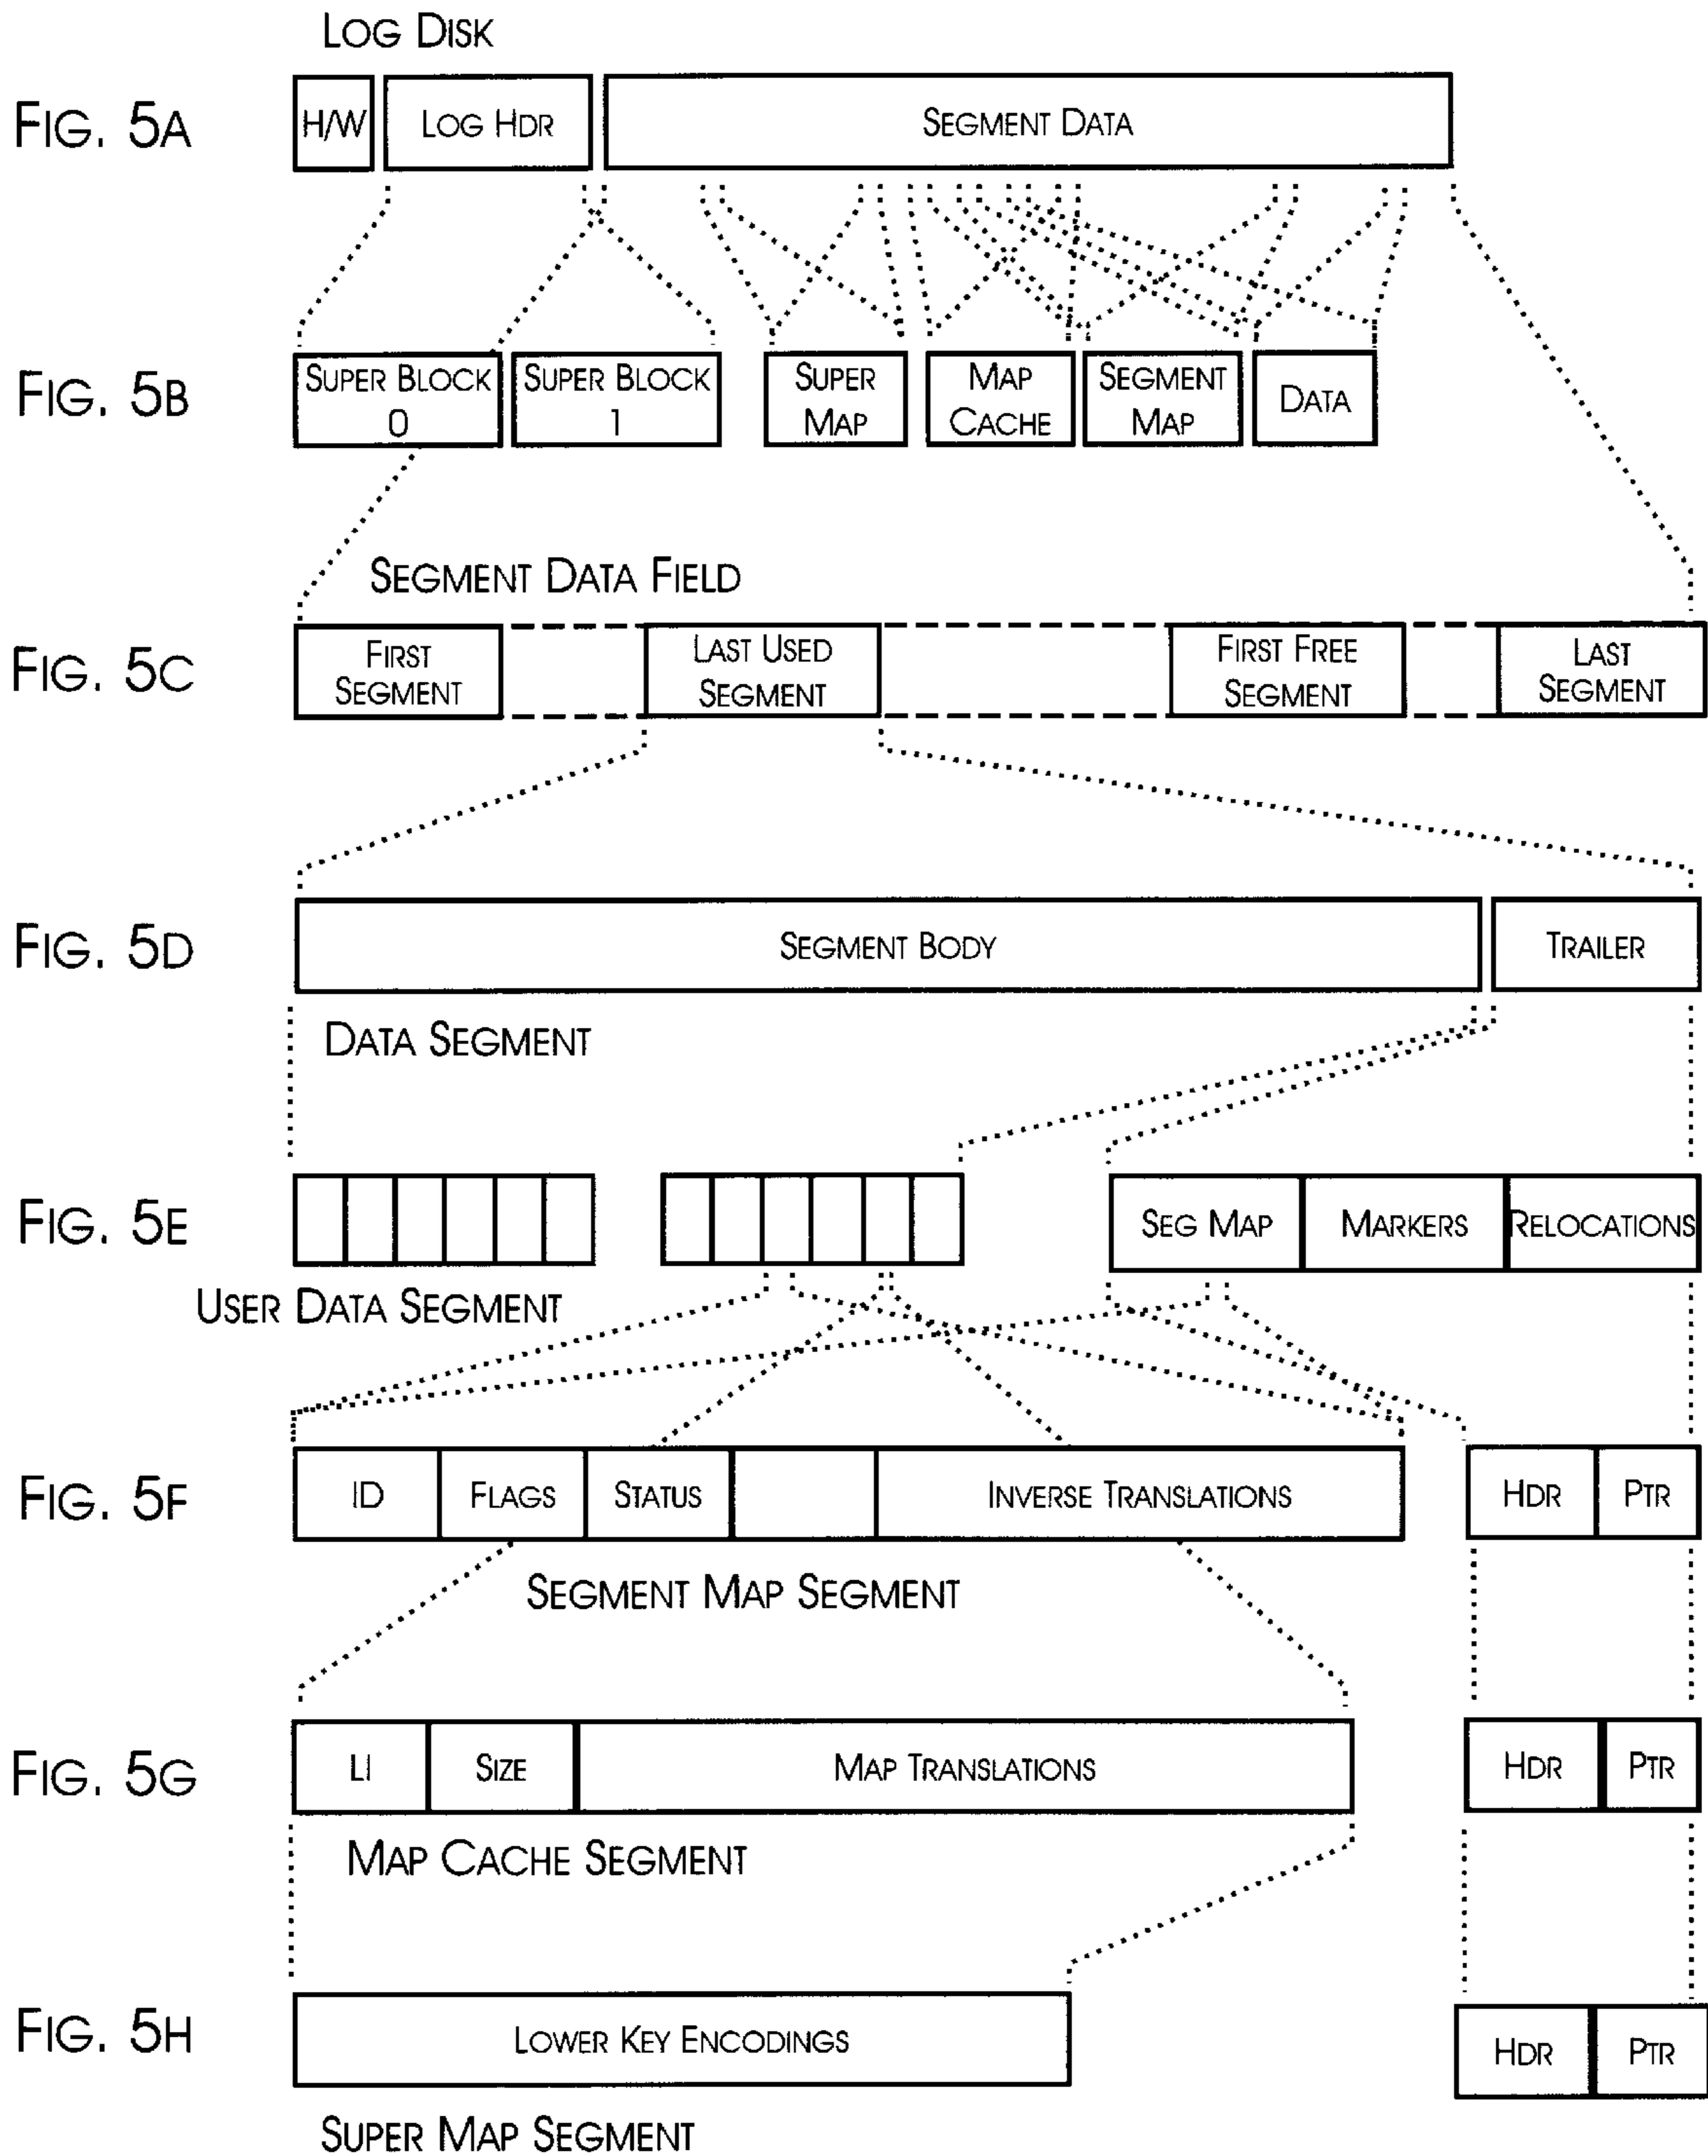 LOG DISK
FIG. 5A
H/W
LOG HDR
SEGMENT DATA
FIG. 5B
SUPER BLOCK
0
SUPER BLOCK
1
SUPER
MAP
MAP
CACHE
SEGMENT
MAP
DATA
SEGMENT DATA FIELD
FIG. 5C
FIRST
SEGMENT
LAST USED
SEGMENT
FIRST FREE
SEGMENT
LAST
SEGMENT
FIG. 5D
SEGMENT BODY
TRAILER
DATA SEGMENT
FIG. 5E
SEG MAP
MARKERS
RELOCATIONS
USER DATA SEGMENT
FIG. 5F
ID
FLAGS
STATUS
INVERSE TRANSLATIONS
HDR
PTR
SEGMENT MAP SEGMENT
FIG. 5G
LI
SIZE
MAP TRANSLATIONS
HDR
PTR
MAP CACHE SEGMENT
FIG. 5H
LOWER KEY ENCODINGS
HDR
PTR
SUPER MAP SEGMENT